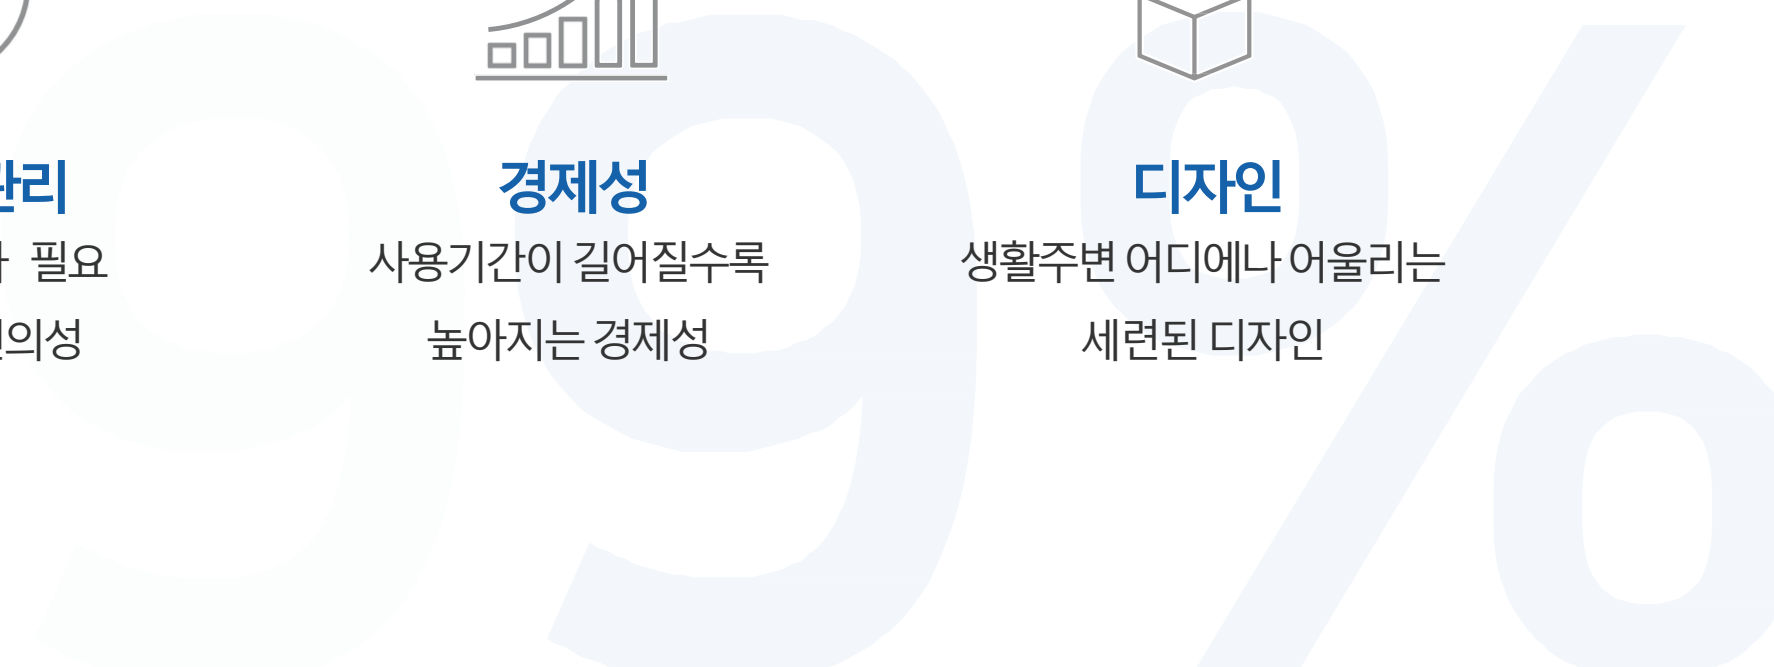 관리
필요
의성
경제성
사용기간이 길어질수록
높아지는 경제성
디자인
생활주변 어디에나 어울리는
세련된 디자인
99%